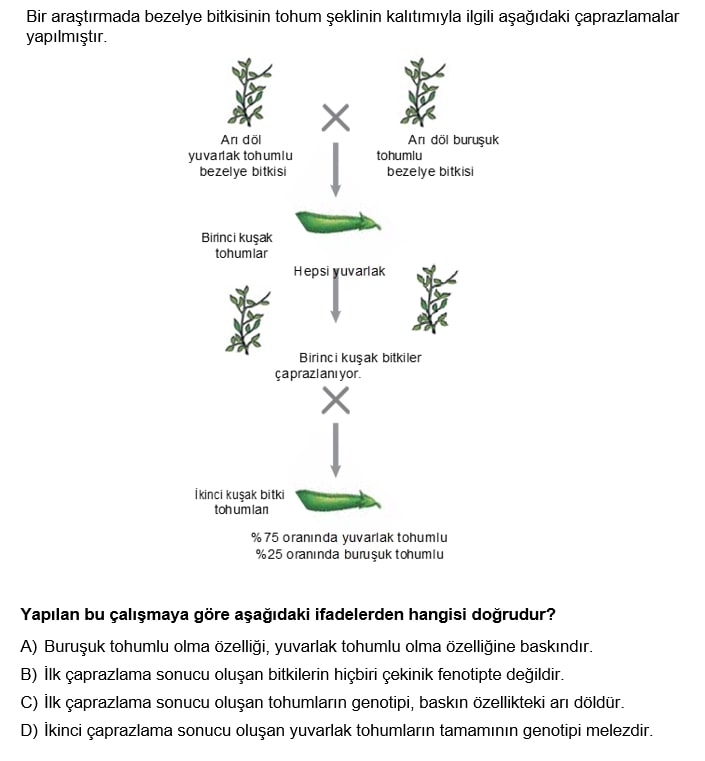 Bir araştırmada bezelye bitkisinin tohum şeklinin kalıtımıyla ilgili aşağıdaki çaprazlamalar
yapılmıştır.
Arı döl
yuvarlak tohumlu
bezelye bitkisi
Arı döl buruşuk
tohumlu
bezelye bitkisi
Birinci kuşak
tohumlar
Hepsi yuvarlak
Birinci kuşak bitkiler
çaprazlanıyor.
İkinci kuşak bitki
tohumları
%75 oranında yuvarlak tohumlu
%25 oranında buruşuk tohumlu
Yapılan bu çalışmaya göre aşağıdaki ifadelerden hangisi doğrudur?
A) Buruşuk tohumlu olma özelliği, yuvarlak tohumlu olma özelliğine baskındır.
B) İlk çaprazlama sonucu oluşan bitkilerin hiçbiri çekinik fenotipte değildir.
C) İlk çaprazlama sonucu oluşan tohumların genotipi, baskın özellikteki arı döldür.
D) İkinci çaprazlama sonucu oluşan yuvarlak tohumların tamamının genotipi melezdir.